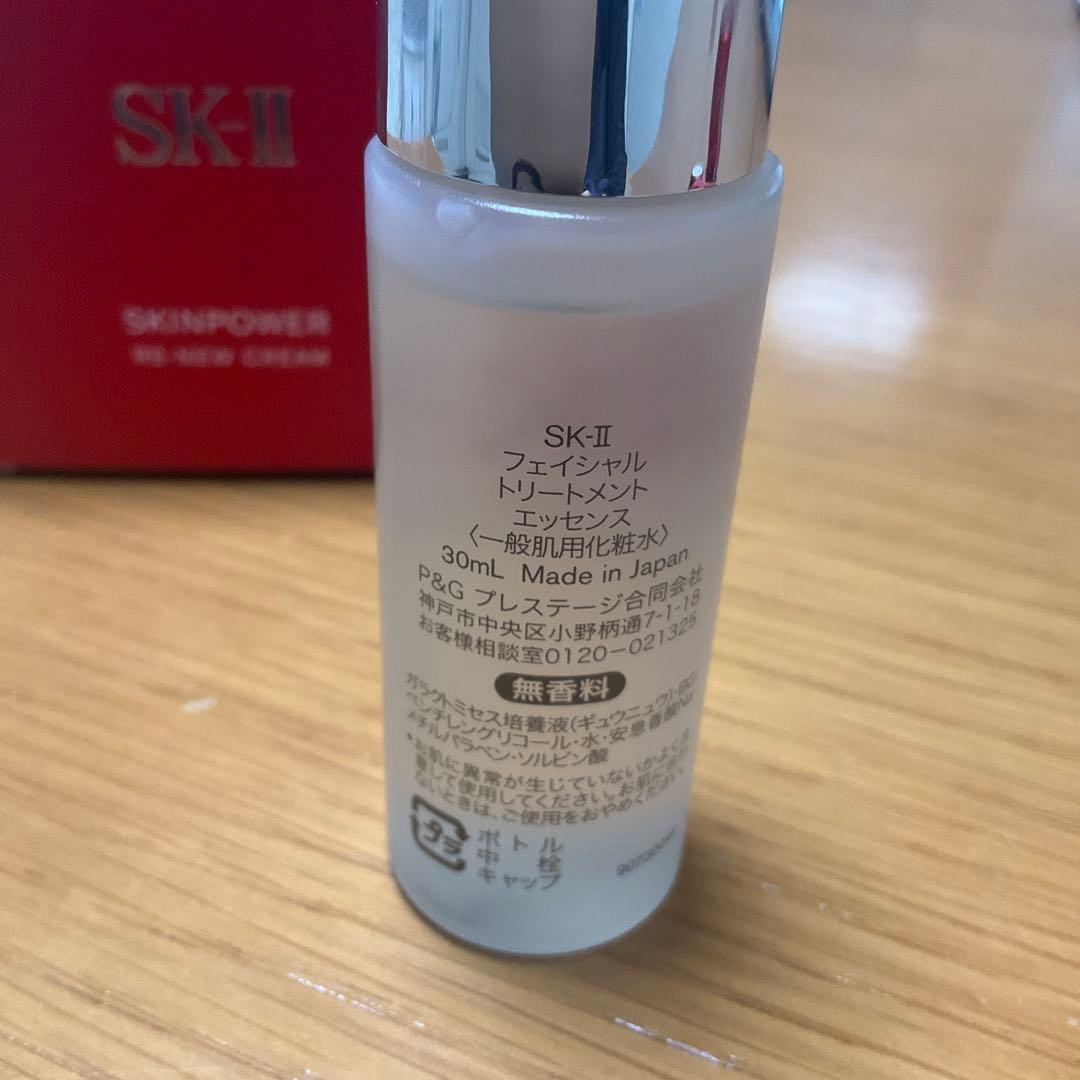 SK-II
SKINPOWER
RE-NEW CREAM
SK-Ⅱ
フェイシャル
トリートメント
エッセンス
〈一般肌用化粧水〉
30mL Made in Japan
P&G プレステージ合同会社
神戸市中央区小野柄通7-1-18
お客様相談室0120-021325
無香料
ガラクトミセス培養液(ギュウニュウ)・BG・
ペンチレングリコール・水・安息香酸Na・
メチルパラベン・ソルビン酸
*お肌に異常が生じていないかよく注
意して使用してください。お肌に合わ
ないときは、ご使用をおやめください。
プラ
ボトル
中栓
キャップ